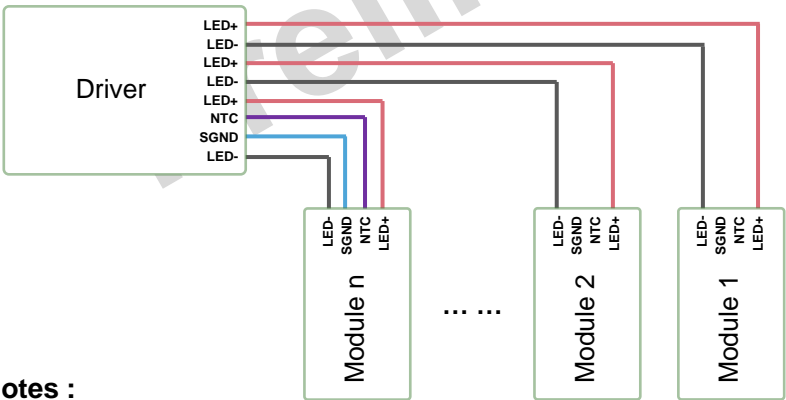 LED+
LED-
LED+
LED-
LED+
NTC
SGND
LED-
Driver
LED-
SGND
NTC
LED+
Module n
... ...
LED-
SGND
NTC
LED+
Module 2
LED-
SGND
NTC
LED+
Module 1
otes :